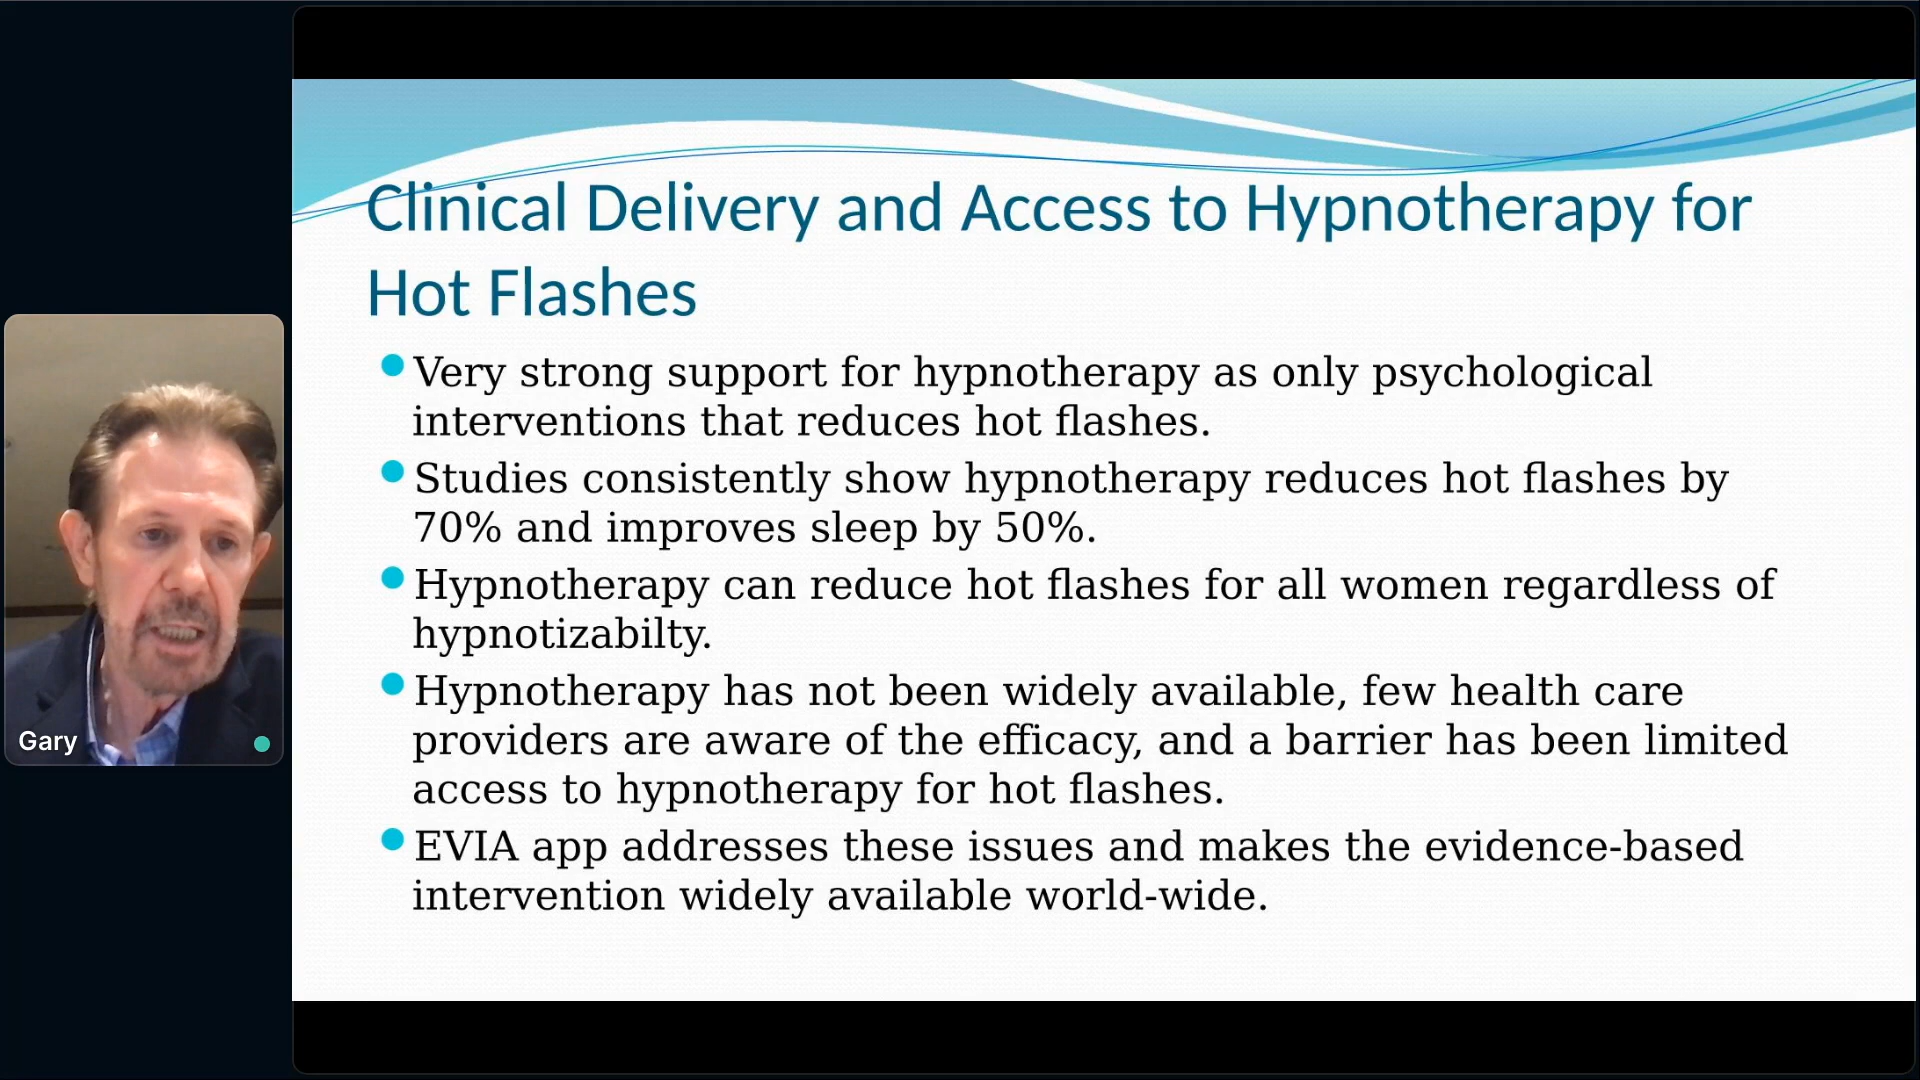 Clinical Delivery and Access to Hypnotherapy for
Hot Flashes
Very strong support for hypnotherapy as only psychological
interventions that reduces hot flashes.
Studies consistently show hypnotherapy reduces hot flashes by
70% and improves sleep by 50%.
Hypnotherapy can reduce hot flashes for all women regardless of
hypnotizabilty.
Hypnotherapy has not been widely available, few health care
providers are aware of the efficacy, and a barrier has been limited
access to hypnotherapy for hot flashes.
EVIA app addresses these issues and makes the evidence-based
intervention widely available world-wide.
Gary